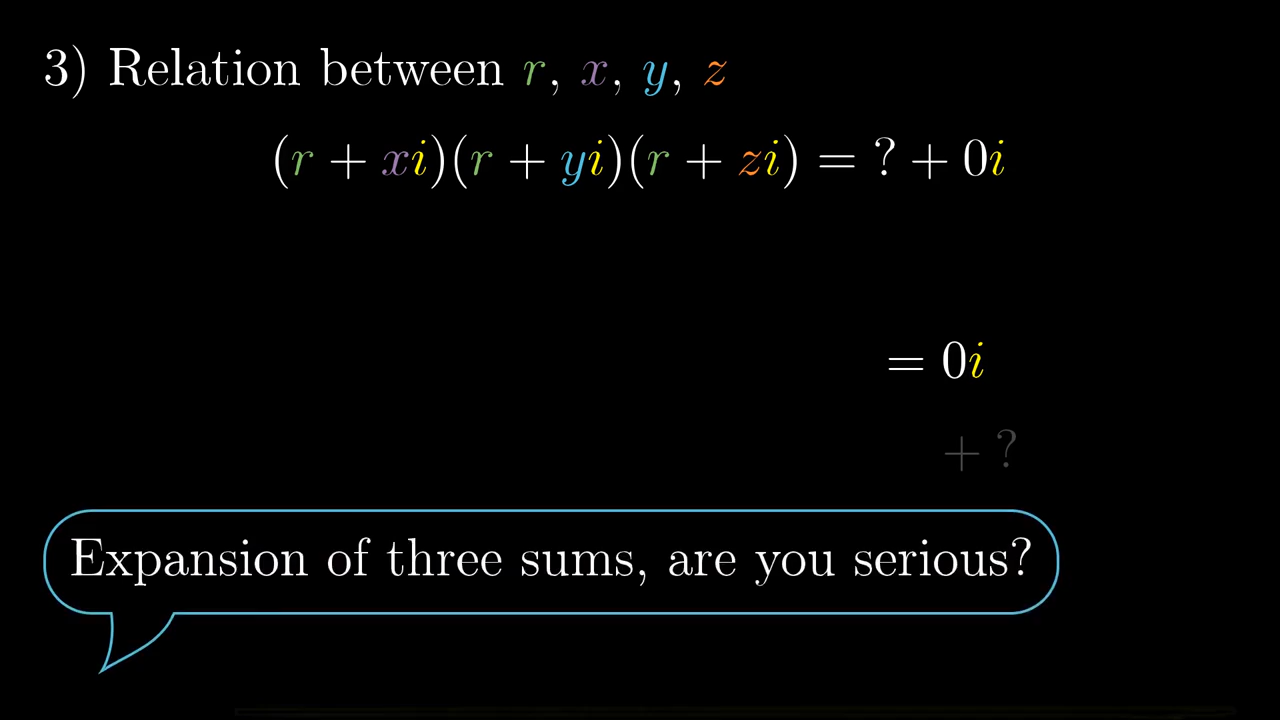 3) Relation between r, x, y, z
(r + xi)(r + yi)(r + zi) = ? + 0i
= 0i
+ ?
Expansion of three sums, are you serious?